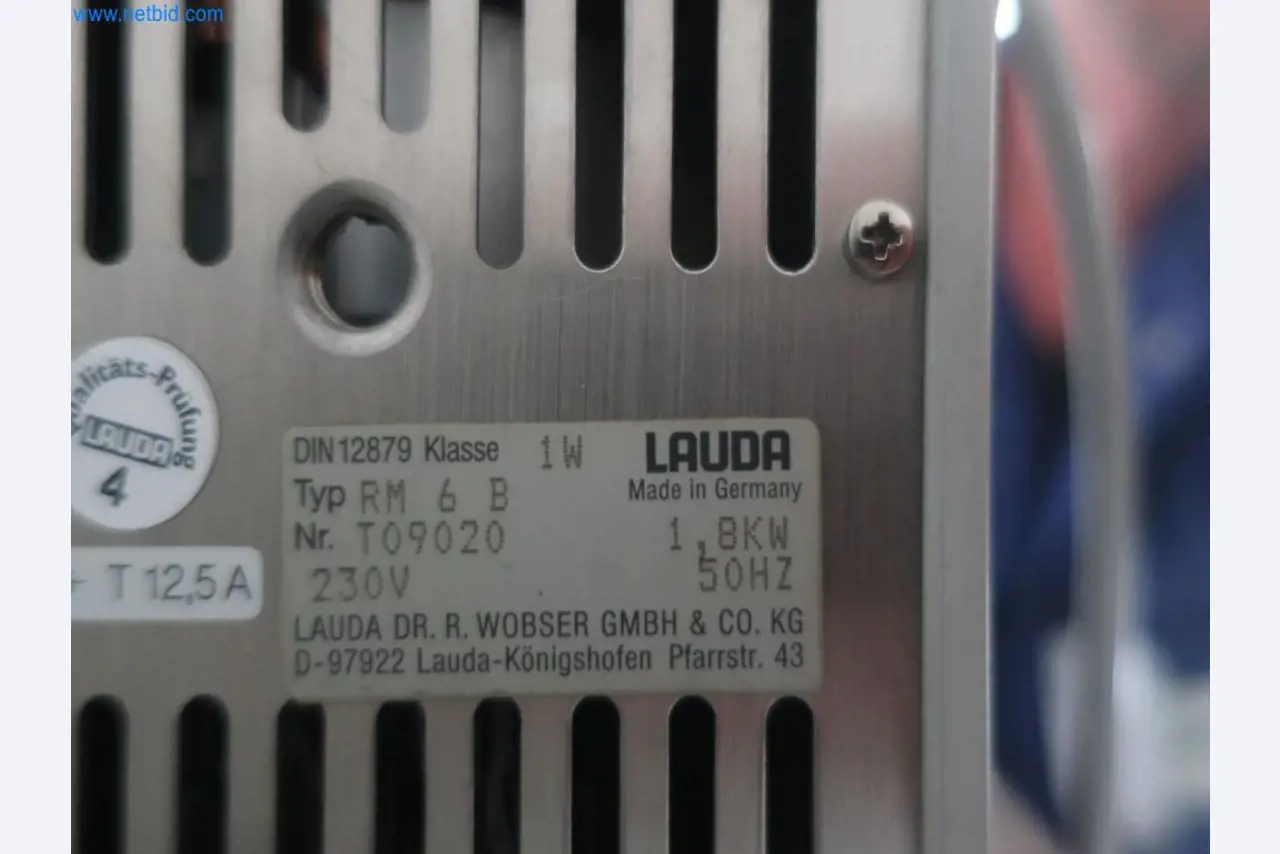 www.netbid.com
DIN 12879 Klasse 1W LAUDA
Made in Germany
Typ RM 6 B
Nr. T09020 1,8KW
230V 50HZ
LAUDA DR. R. WOBSER GMBH & CO. KG
D-97922 Lauda-Königshofen Pfarrstr. 43
alitäts-Prüfung
LAUDA
4
T 12,5 A